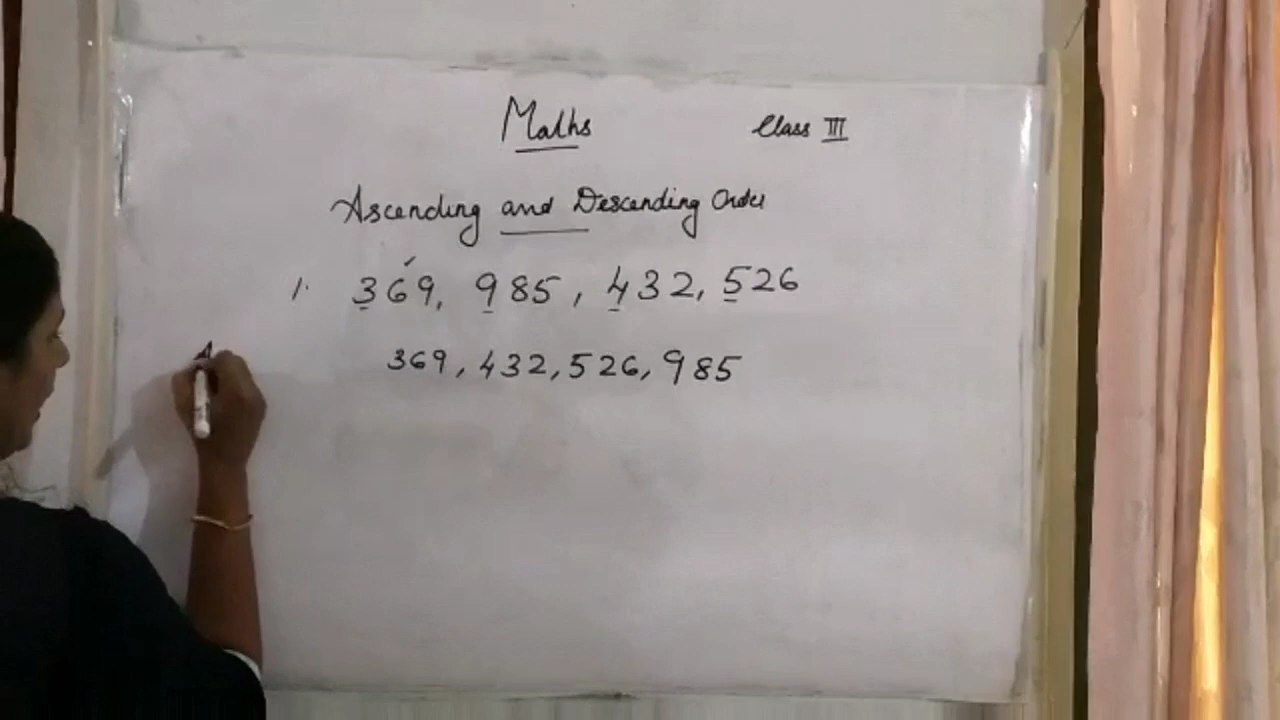 Maths
Class III
Ascending and Descending Order
1. 369, 985, 432, 526
369, 432, 526, 985
A